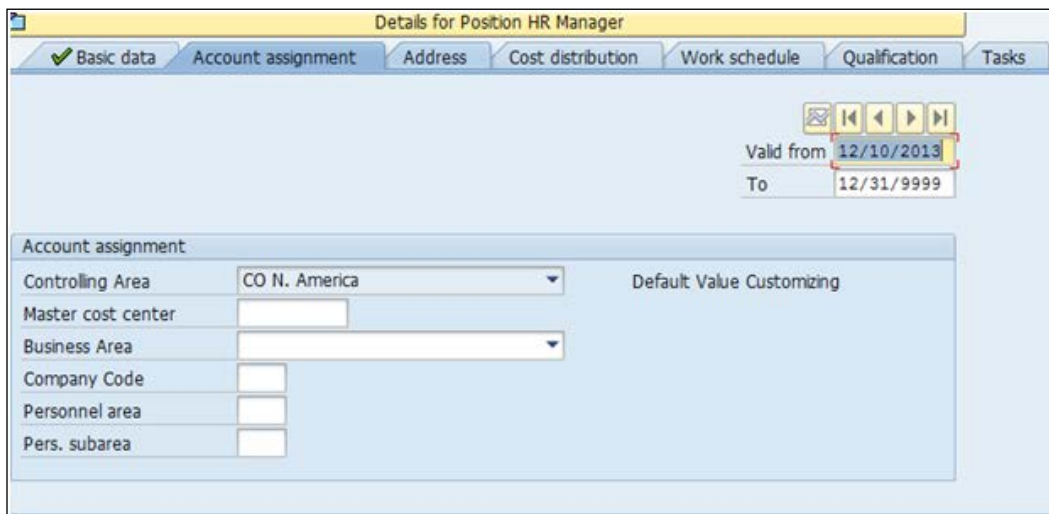 Details for Position HR Manager
Basic data Account assignment Address Cost distribution Work schedule Qualification Tasks
Valid from 12/10/2013
To 12/31/9999
Account assignment
Controlling Area CO N. America Default Value Customizing
Master cost center
Business Area
Company Code
Personnel area
Pers. subarea